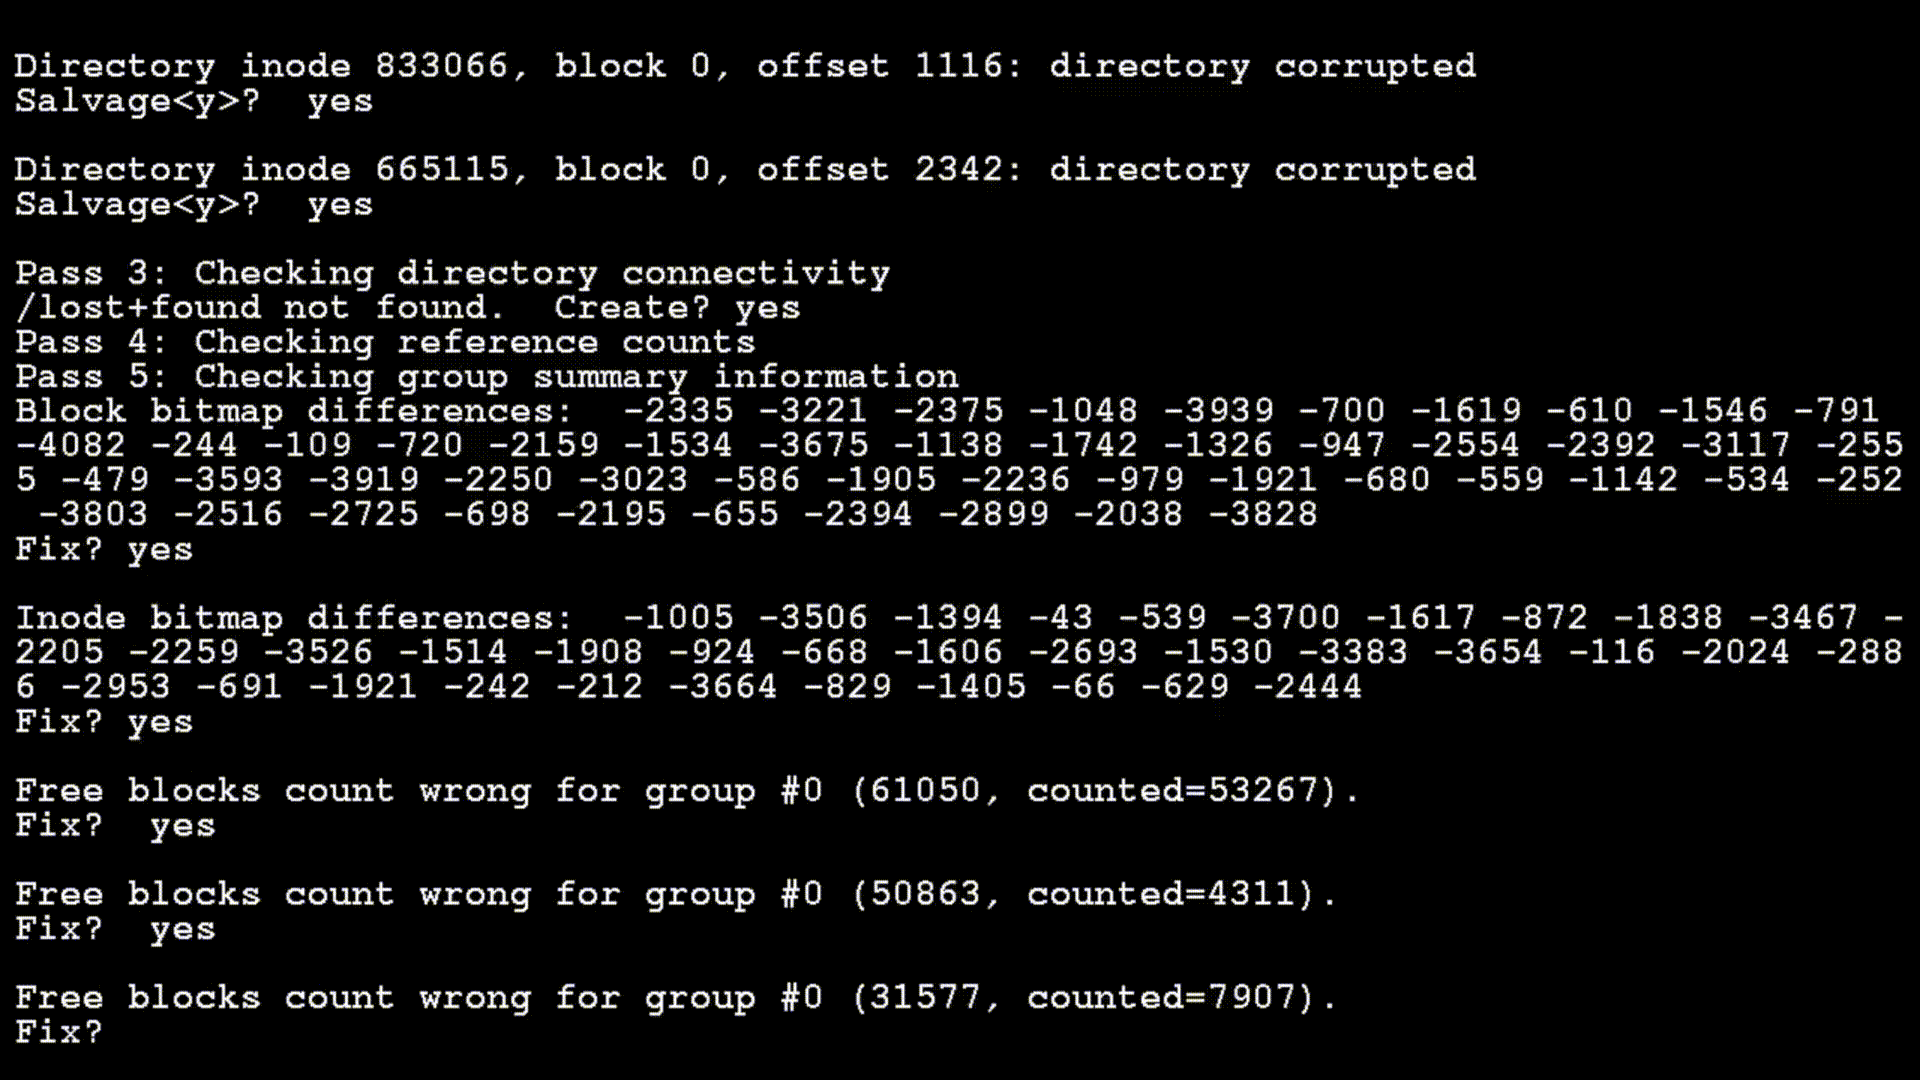 Directory inode 833066, block 0, offset 1116: directory corrupted
Salvage<y>?  yes
Directory inode 665115, block 0, offset 2342: directory corrupted
Salvage<y>?  yes
Pass 3: Checking directory connectivity
/lost+found not found.  Create? yes
Pass 4: Checking reference counts
Pass 5: Checking group summary information
Block bitmap differences:  -2335 -3221 -2375 -1048 -3939 -700 -1619 -610 -1546 -791
-4082 -244 -109 -720 -2159 -1534 -3675 -1138 -1742 -1326 -947 -2554 -2392 -3117 -255
5 -479 -3593 -3919 -2250 -3023 -586 -1905 -2236 -979 -1921 -680 -559 -1142 -534 -252
-3803 -2516 -2725 -698 -2195 -655 -2394 -2899 -2038 -3828
Fix? yes
Inode bitmap differences:  -1005 -3506 -1394 -43 -539 -3700 -1617 -872 -1838 -3467 -
2205 -2259 -3526 -1514 -1908 -924 -668 -1606 -2693 -1530 -3383 -3654 -116 -2024 -288
6 -2953 -691 -1921 -242 -212 -3664 -829 -1405 -66 -629 -2444
Fix? yes
Free blocks count wrong for group #0 (61050, counted=53267).
Fix?  yes
Free blocks count wrong for group #0 (50863, counted=4311).
Fix?  yes
Free blocks count wrong for group #0 (31577, counted=7907).
Fix?